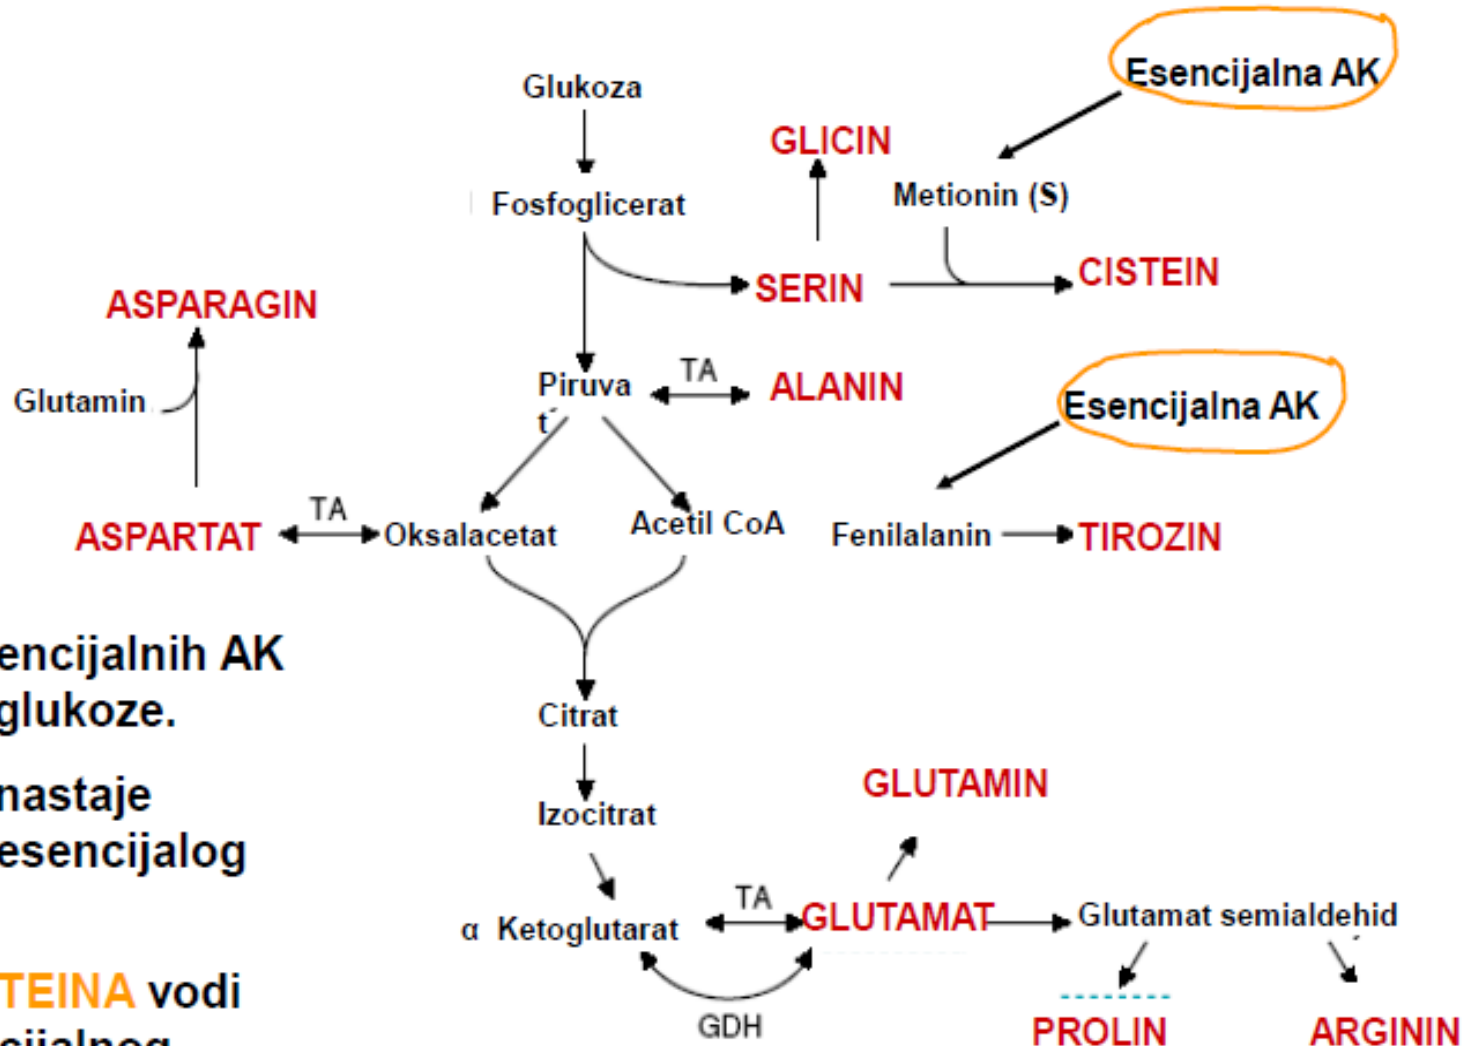 Esencijalna AK
Glukoza
GLICIN
Metionin (S)
Fosfoglicerat
SERIN
CISTEIN
ASPARAGIN
Glutamin
Piruva
t
TA
ALANIN
Esencijalna AK
ASPARTAT
TA
Oksalacetat
Acetil CoA
Fenilalanin
TIROZIN
encijalnih AK
glukoze.
Citrat
nastaje
esencijalog
Izocitrat
GLUTAMIN
α Ketoglutarat
TA
GLUTAMAT
Glutamat semialdehid
TEINA vodi
GDH
PROLIN
ARGININ
cijalnog